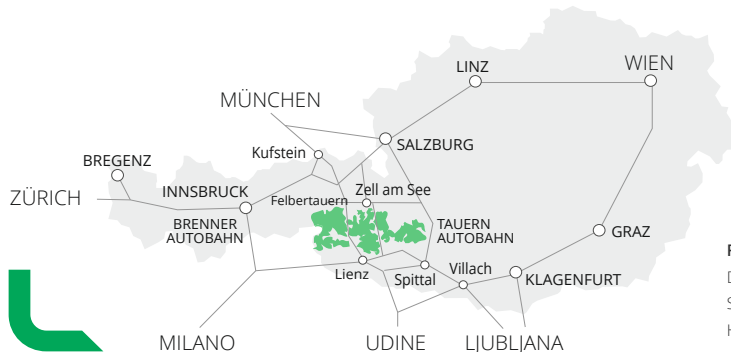 LINZ
WIEN
MÜNCHEN
SALZBURG
Kufstein
BREGENZ
ZÜRICH
INNSBRUCK
Zell am See
Felbertauern
BRENNER
AUTOBAHN
TAUERN
AUTOBAHN
GRAZ
Lienz
Spittal
Villach
KLAGENFURT
MILANO
UDINE
LJUBLJANA